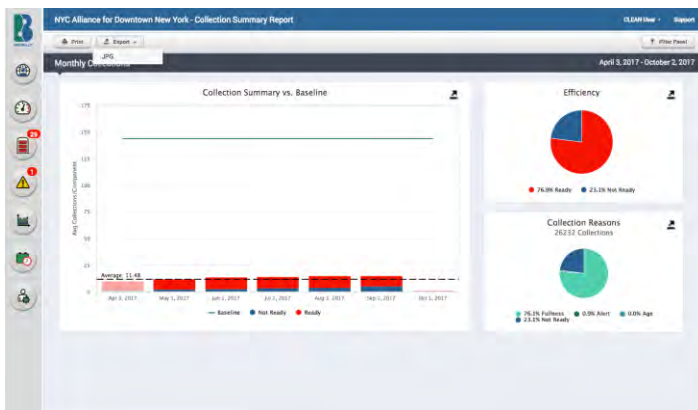 NYC Alliance for Downtown New York - Collection Summary Report
CLEAN User
Support
Print
Export
Filter Panel
JPG
Monthly
April 3, 2017 - October 2, 2017
29
1
Collection Summary vs. Baseline
175
150
125
100
75
50
25
0
Avg Collections/Component
Average: 11.48
Apr 3, 2017
May 1, 2017
Jun 1, 2017
Jul 1, 2017
Aug 1, 2017
Sep 1, 2017
Oct 1, 2017
Baseline
Not Ready
Ready
Efficiency
76.9% Ready
23.1% Not Ready
Collection Reasons
26232 Collections
76.1% Fullness
0.9% Alert
0.0% Age
23.1% Not Ready